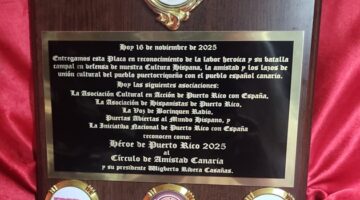 Hoy 16 de noviembre de 2025
Entregamos esta Placa en reconocimiento de la labor heroica y su batalla
campal en defensa de nuestra Cultura Hispana, la amistad y los lazos de
unión cultural del pueblo puertorriqueño con el pueblo español canario.
Hoy las siguientes asociaciones:
La Asociación Cultural en Acción de Puerto Rico con España,
La Asociación de Hispanistas de Puerto Rico,
La Voz de Borinquen Radio,
Puertas Abiertas al Mundo Hispano, y
La Iniciativa Nacional de Puerto Rico con España
reconocen como:
Héroe de Puerto Rico 2025
al
Círculo de Amistad Canaria
y su presidente Wigberto Rivera Casañas.